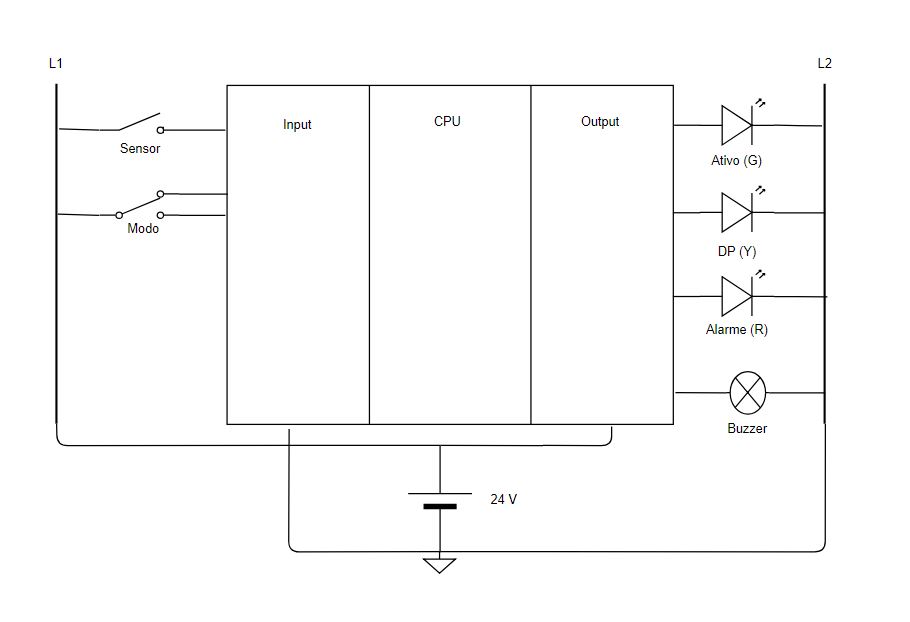 L1
L2
Input
CPU
Output
Sensor
Modo
Ativo (G)
DP (Y)
Alarme (R)
Buzzer
24 V